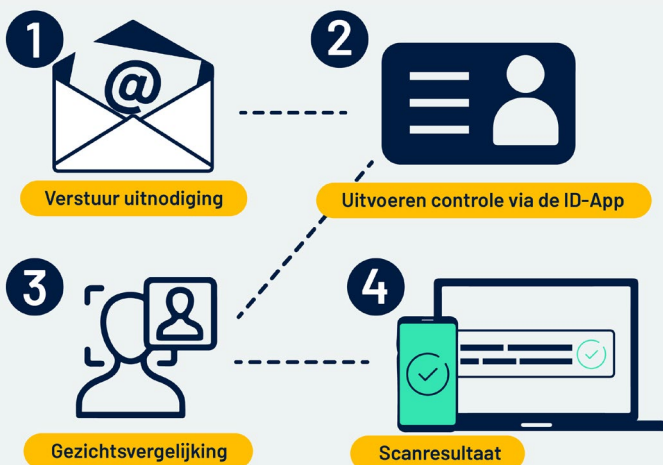 1
@
Verstuur uitnodiging
2
Uitvoeren controle via de ID-App
3
Gezichtsvergelijking
4
Scanresultaat